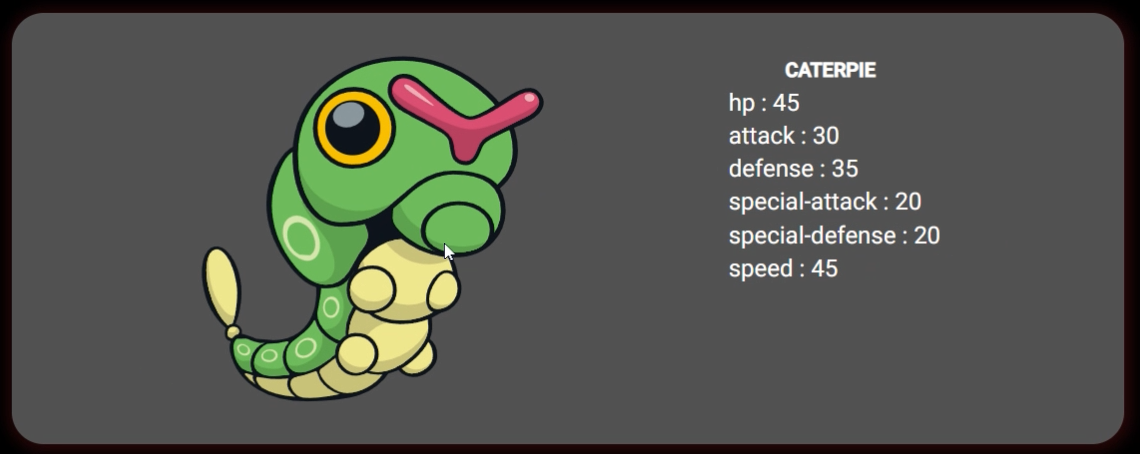 CATERPIE
hp : 45
attack : 30
defense : 35
special-attack : 20
special-defense : 20
speed : 45